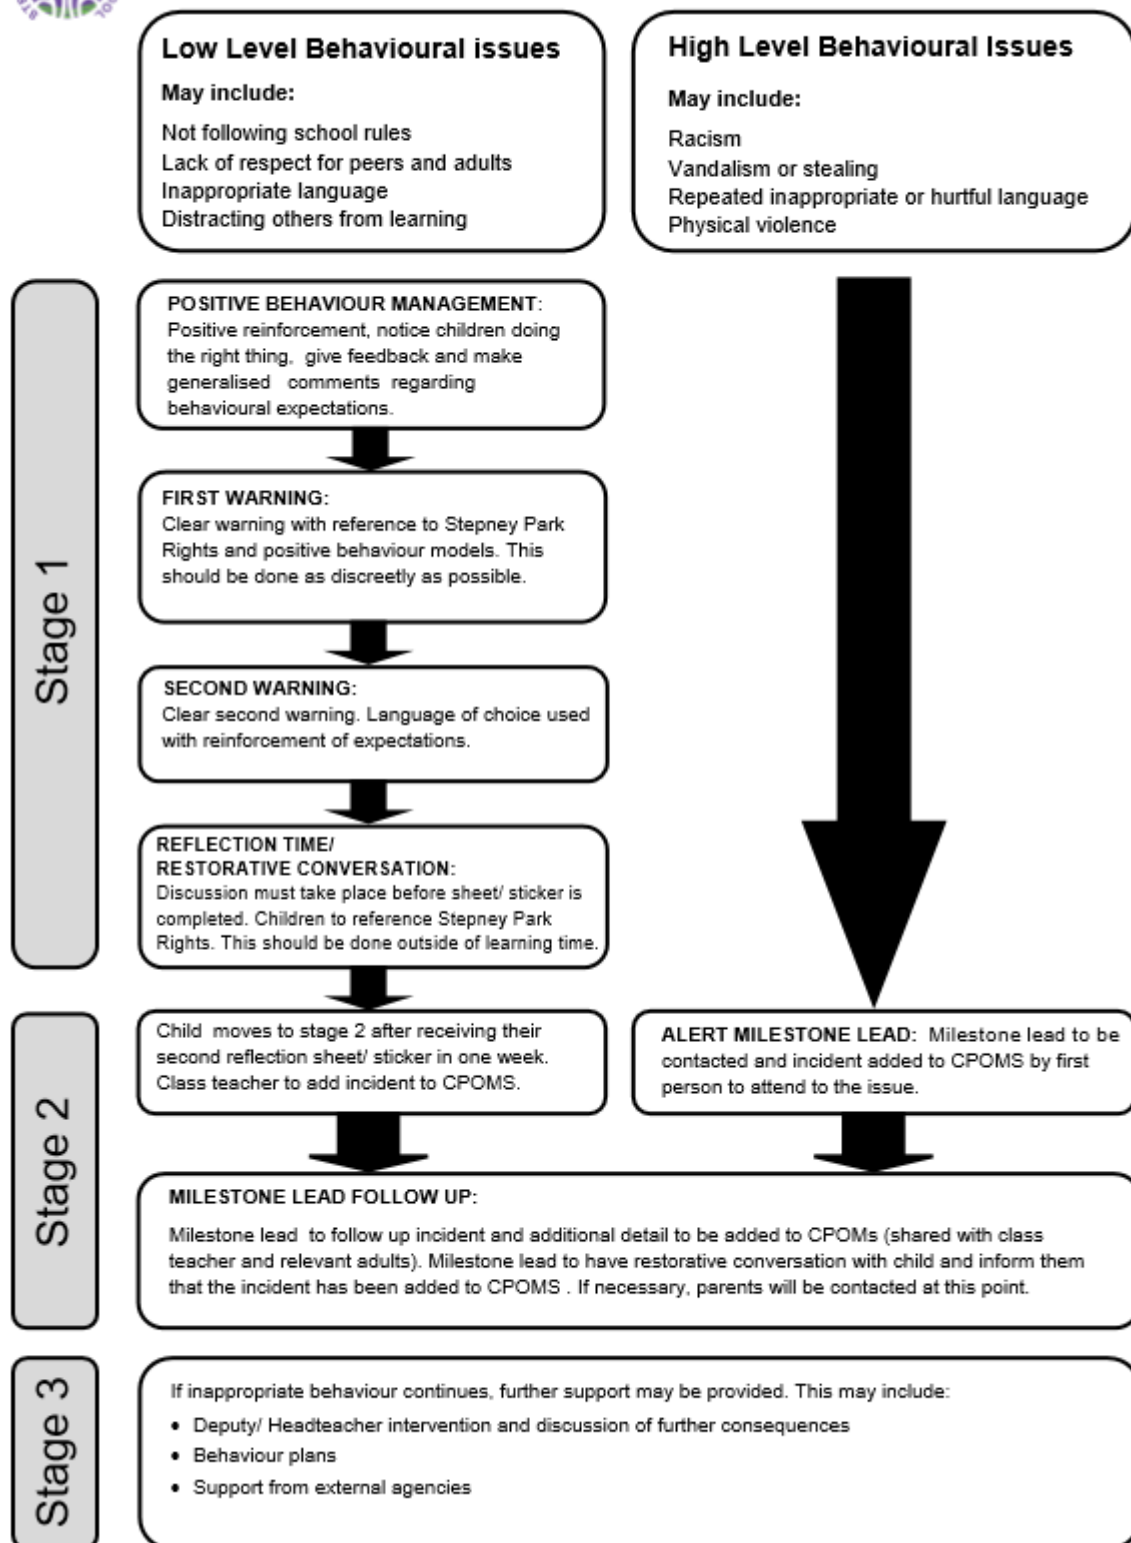 Low Level Behavioural issues
May include:
Not following school rules
Lack of respect for peers and adults
Inappropriate language
Distracting others from learning
High Level Behavioural Issues
May include:
Racism
Vandalism or stealing
Repeated inappropriate or hurtful language
Physical violence
Stage 1
POSITIVE BEHAVIOUR MANAGEMENT:
Positive reinforcement, notice children doing
the right thing, give feedback and make
generalised comments regarding
behavioural expectations.
FIRST WARNING:
Clear warning with reference to Stepney Park
Rights and positive behaviour models. This
should be done as discreetly as possible.
SECOND WARNING:
Clear second warning. Language of choice used
with reinforcement of expectations.
REFLECTION TIME/
RESTORATIVE CONVERSATION:
Discussion must take place before sheet/ sticker is
completed. Children to reference Stepney Park
Rights. This should be done outside of learning time.
Stage 2
Child moves to stage 2 after receiving their
second reflection sheet/ sticker in one week.
Class teacher to add incident to CPOMS.
ALERT MILESTONE LEAD: Milestone lead to be
contacted and incident added to CPOMS by first
person to attend to the issue.
MILESTONE LEAD FOLLOW UP:
Milestone lead to follow up incident and additional detail to be added to CPOMs (shared with class
teacher and relevant adults). Milestone lead to have restorative conversation with child and inform them
that the incident has been added to CPOMS . If necessary, parents will be contacted at this point.
Stage 3
If inappropriate behaviour continues, further support may be provided. This may include:
• Deputy/ Headteacher intervention and discussion of further consequences
• Behaviour plans
• Support from external agencies